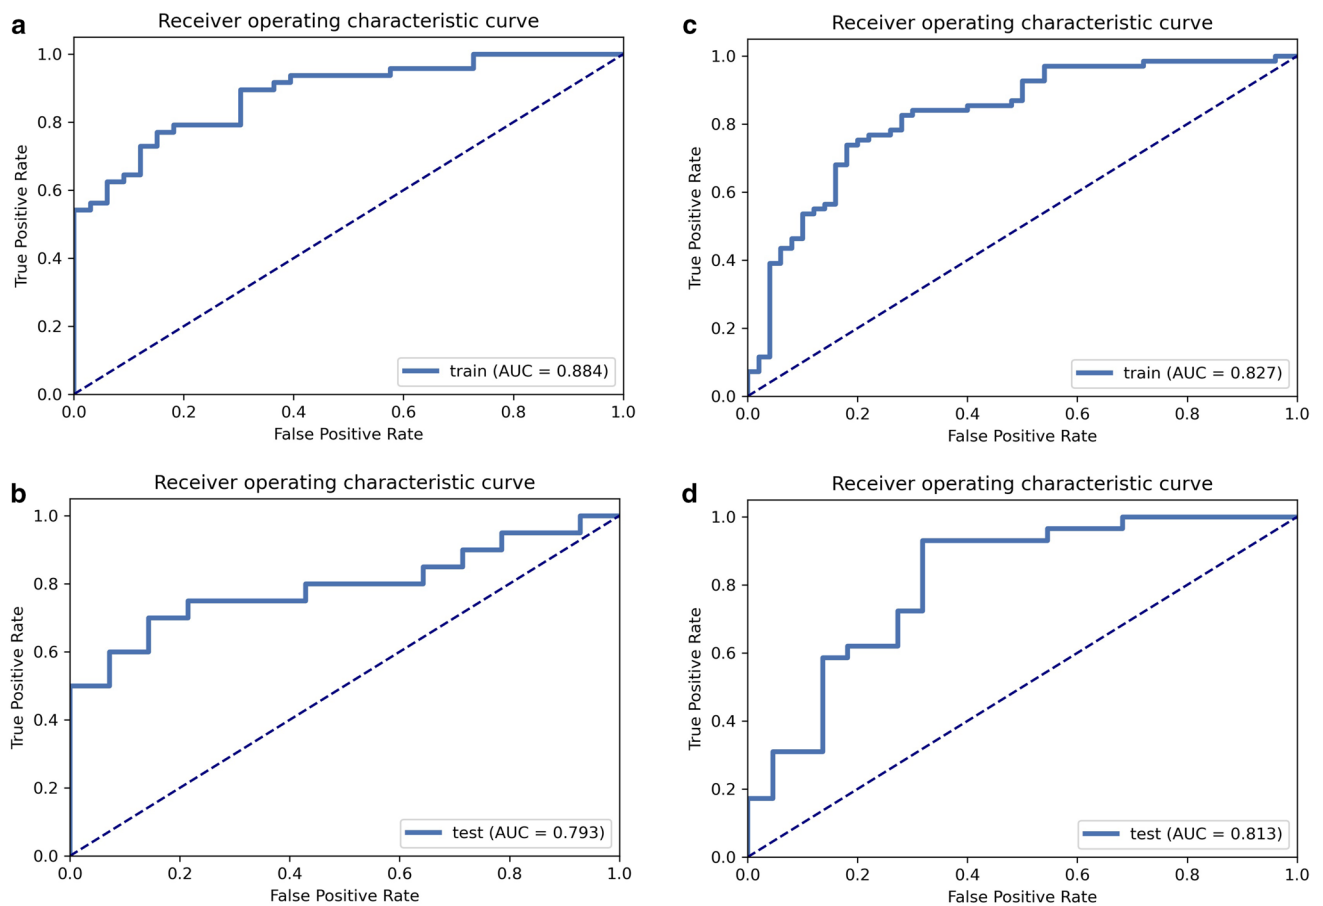 a
Receiver operating characteristic curve
1.0
0.8
0.6
0.4
0.2
0.0
True Positive Rate
train (AUC = 0.884)
0.0 0.2 0.4 0.6 0.8 1.0
False Positive Rate
c
Receiver operating characteristic curve
1.0
0.8
0.6
0.4
0.2
0.0
True Positive Rate
train (AUC = 0.827)
0.0 0.2 0.4 0.6 0.8 1.0
False Positive Rate
b
Receiver operating characteristic curve
1.0
0.8
0.6
0.4
0.2
0.0
True Positive Rate
test (AUC = 0.793)
0.0 0.2 0.4 0.6 0.8 1.0
False Positive Rate
d
Receiver operating characteristic curve
1.0
0.8
0.6
0.4
0.2
0.0
True Positive Rate
test (AUC = 0.813)
0.0 0.2 0.4 0.6 0.8 1.0
False Positive Rate